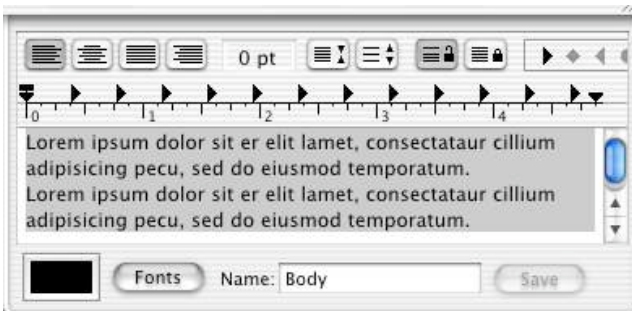 0 pt
0 1 2 3 4
Lorem ipsum dolor sit er elit lamet, consectataur cillium
adipisicing pecu, sed do eiusmod temporatum.
Lorem ipsum dolor sit er elit lamet, consectataur cillium
adipisicing pecu, sed do eiusmod temporatum.
Fonts Name: Body Save